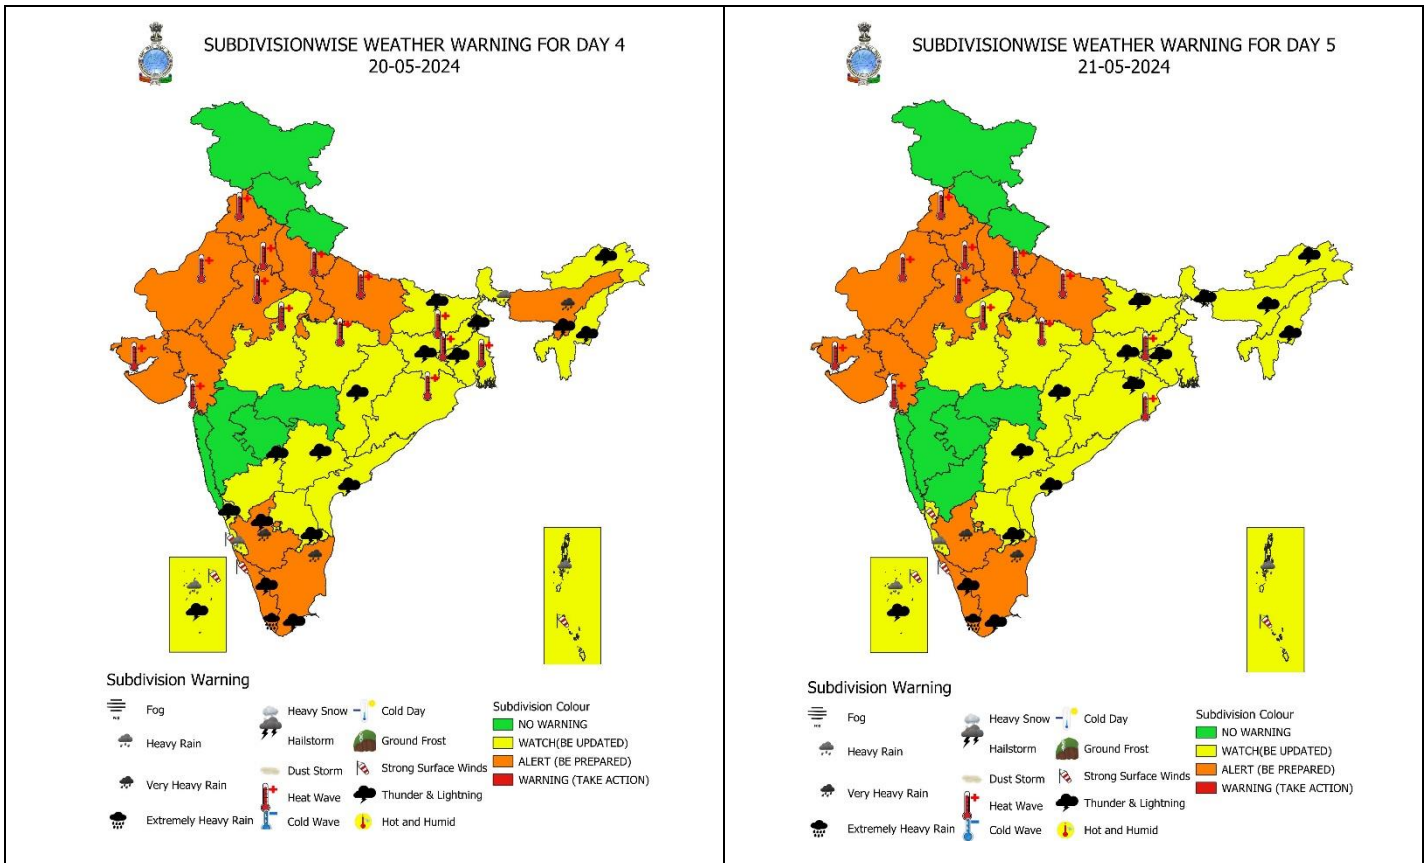 SUBDIVISIONWISE WEATHER WARNING FOR DAY 4
20-05-2024
Subdivision Warning
Fog
Heavy Rain
Very Heavy Rain
Extremely Heavy Rain
Heavy Snow
Hailstorm
Dust Storm
Heat Wave
Cold Wave
Cold Day
Ground Frost
Strong Surface Winds
Thunder & Lightning
Hot and Humid
Subdivision Colour
NO WARNING
WATCH(BE UPDATED)
ALERT (BE PREPARED)
WARNING (TAKE ACTION)
SUBDIVISIONWISE WEATHER WARNING FOR DAY 5
21-05-2024
Subdivision Warning
Fog
Heavy Rain
Very Heavy Rain
Extremely Heavy Rain
Heavy Snow
Hailstorm
Dust Storm
Heat Wave
Cold Wave
Cold Day
Ground Frost
Strong Surface Winds
Thunder & Lightning
Hot and Humid
Subdivision Colour
NO WARNING
WATCH(BE UPDATED)
ALERT (BE PREPARED)
WARNING (TAKE ACTION)